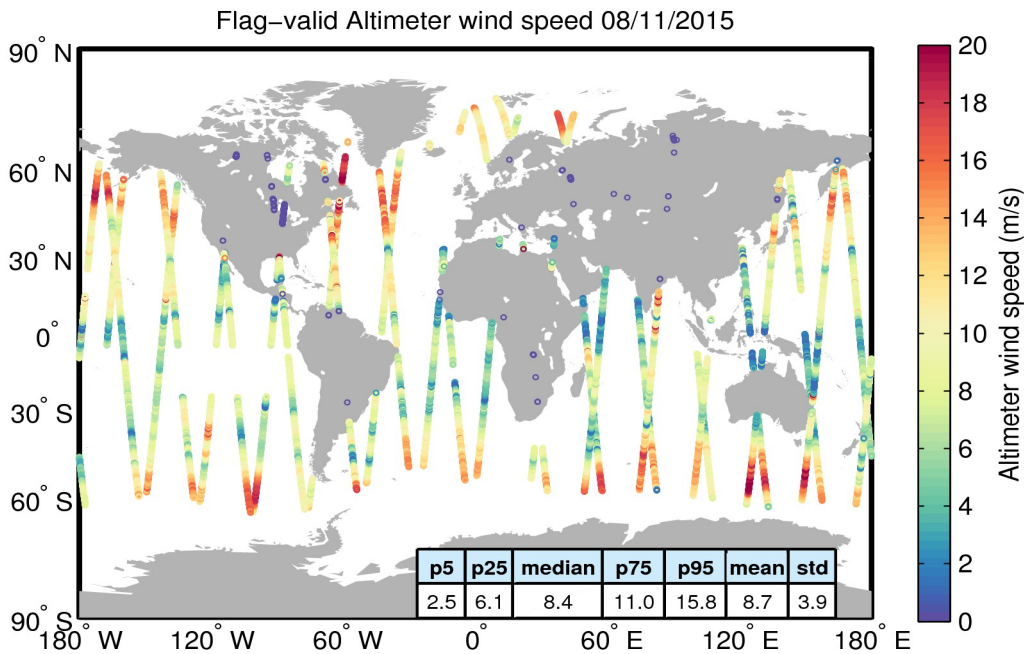 Flag−valid Altimeter wind speed 08/11/2015
90° N
60° N
30° N
0°
30° S
60° S
90° S
180° W
120° W
60° W
0°
60° E
120° E
180° E
p5 p25 median p75 p95 mean std
2.5 6.1 8.4 11.0 15.8 8.7 3.9
20
18
16
14
12
10
8
6
4
2
0
Altimeter wind speed (m/s)